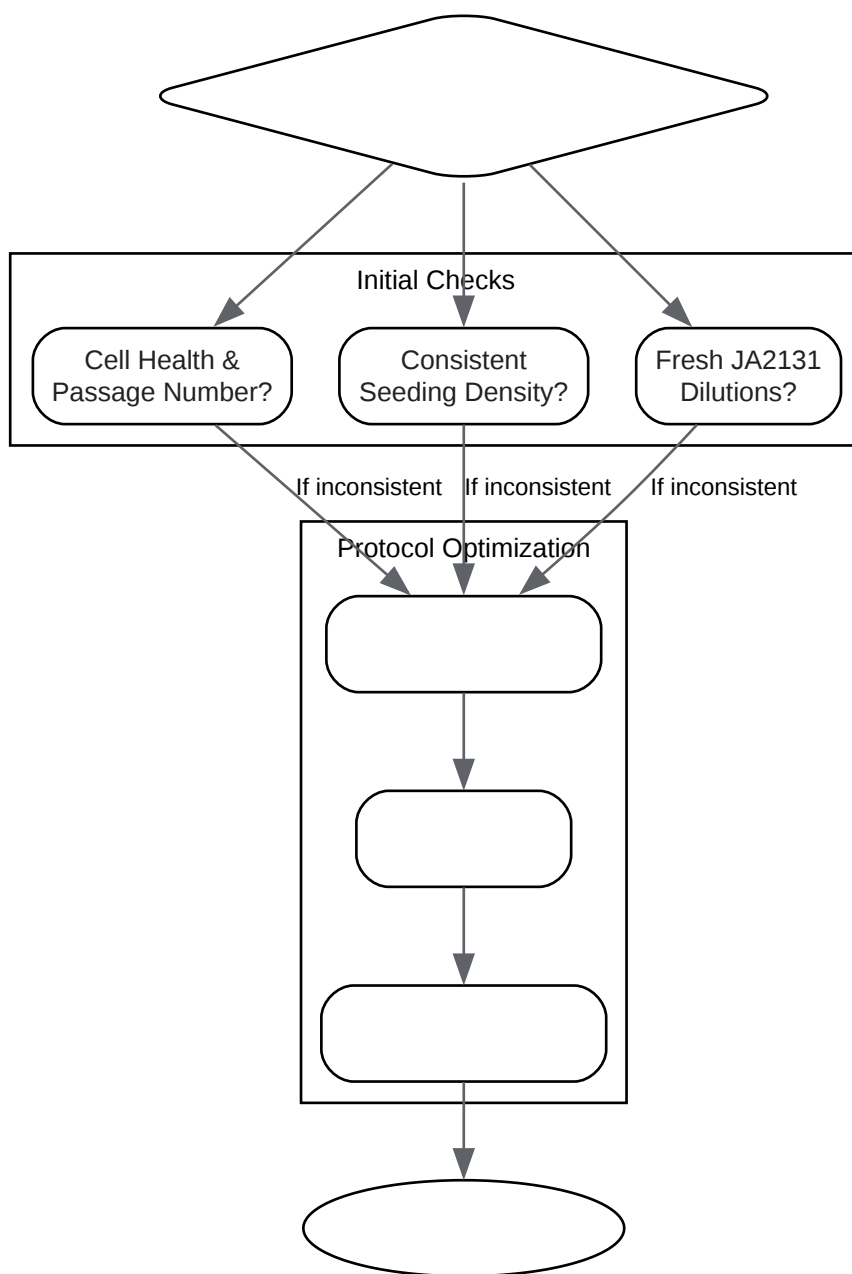 Initial Checks
Cell Health &
Passage Number?
Consistent
Seeding Density?
Fresh JA2131
Dilutions?
If inconsistent
If inconsistent
If inconsistent
Protocol Optimization